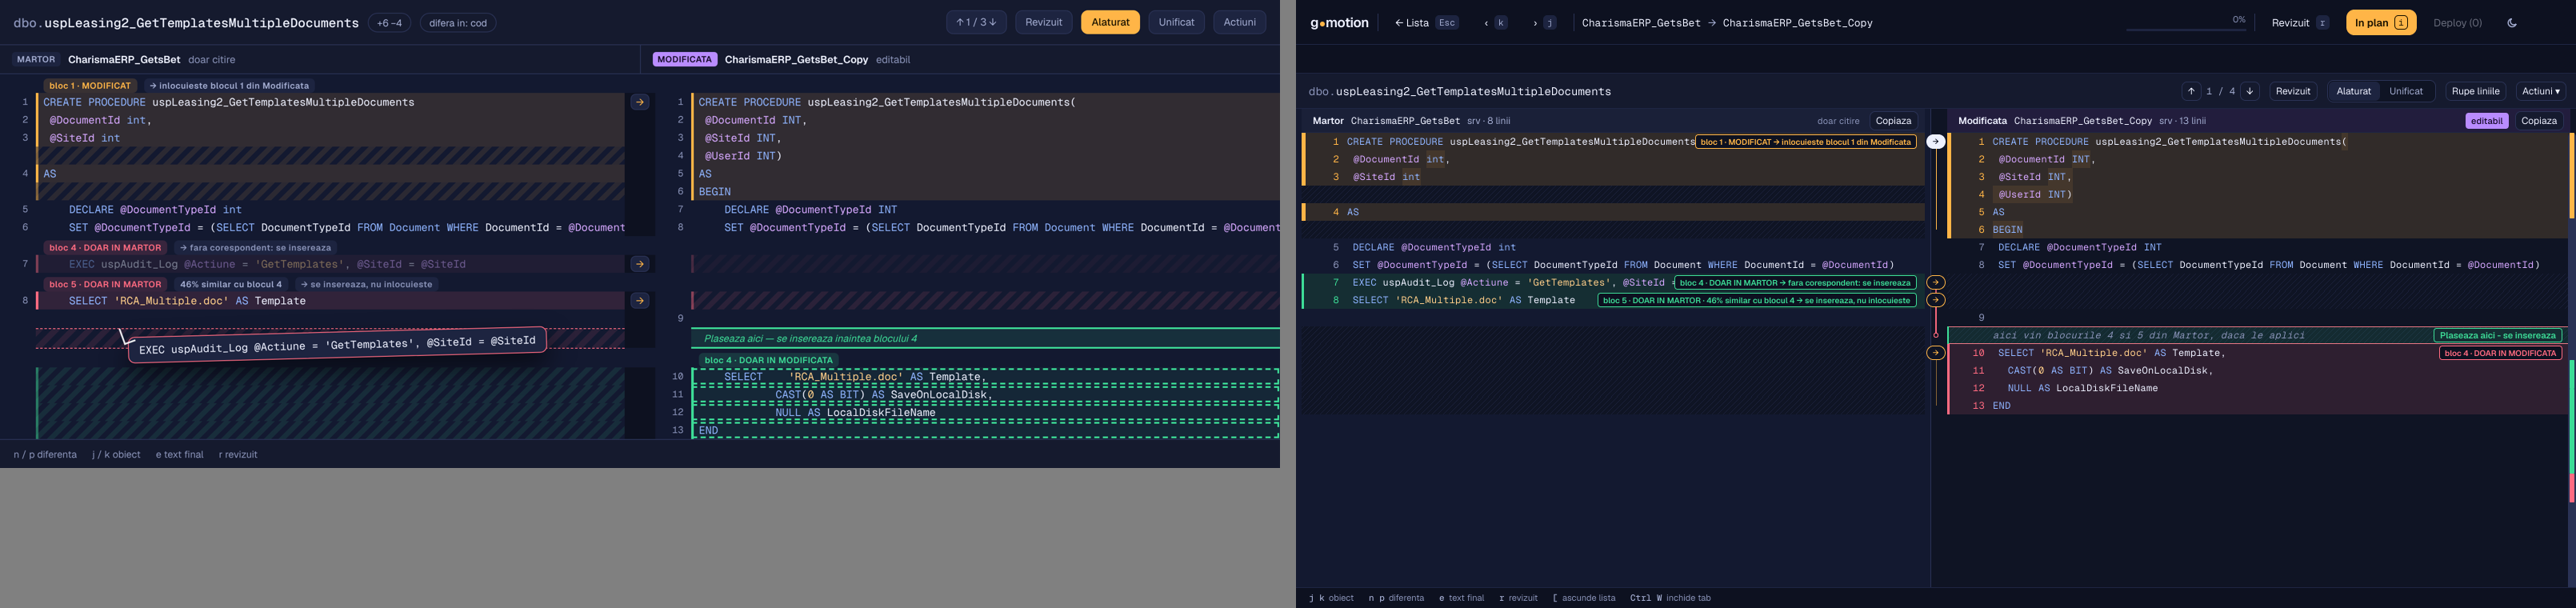 dbo.uspLeasing2_GetTemplatesMultipleDocuments +6 −4 difera in: cod ↑ 1 / 3 ↓ Revizuit Alaturat Unificat Actiuni
MARTOR CharismaERP_GetsBet doar citire
MODIFICATA CharismaERP_GetsBet_Copy editabil
bloc 1 · MODIFICAT → inlocuieste blocul 1 din Modificata
1 CREATE PROCEDURE uspLeasing2_GetTemplatesMultipleDocuments →
2 @DocumentId int,
3 @SiteId int
4 AS
5 DECLARE @DocumentTypeId int
6 SET @DocumentTypeId = (SELECT DocumentTypeId FROM Document WHERE DocumentId = @Document
bloc 4 · DOAR IN MARTOR → fara corespondent: se insereaza
7 EXEC uspAudit_Log @Actiune = 'GetTemplates', @SiteId = @SiteId →
bloc 5 · DOAR IN MARTOR 46% similar cu blocul 4 → se insereaza, nu inlocuieste
8 SELECT 'RCA_Multiple.doc' AS Template →
EXEC uspAudit_Log @Actiune = 'GetTemplates', @SiteId = @SiteId
1 CREATE PROCEDURE uspLeasing2_GetTemplatesMultipleDocuments(
2 @DocumentId INT,
3 @SiteId INT,
4 @UserId INT)
5 AS
6 BEGIN
7 DECLARE @DocumentTypeId INT
8 SET @DocumentTypeId = (SELECT DocumentTypeId FROM Document WHERE DocumentId = @Document
9
Plaseaza aici — se insereaza inaintea blocului 4
bloc 4 · DOAR IN MODIFICATA
10 SELECT 'RCA_Multiple.doc' AS Template,
11 CAST(0 AS BIT) AS SaveOnLocalDisk,
12 NULL AS LocalDiskFileName
13 END
n / p diferenta j / k obiect e text final r revizuit
g•motion ← Lista Esc ‹ k › j CharismaERP_GetsBet → CharismaERP_GetsBet_Copy 0% Revizuit r In plan i Deploy (0)
dbo.uspLeasing2_GetTemplatesMultipleDocuments ↑ 1 / 4 ↓ Revizuit Alaturat Unificat Rupe liniile Actiuni ▾
Martor CharismaERP_GetsBet srv · 8 linii doar citire Copiaza
Modificata CharismaERP_GetsBet_Copy srv · 13 linii editabil Copiaza
1 CREATE PROCEDURE uspLeasing2_GetTemplatesMultipleDocuments bloc 1 · MODIFICAT → inlocuieste blocul 1 din Modificata →
2 @DocumentId int,
3 @SiteId int
4 AS
5 DECLARE @DocumentTypeId int
6 SET @DocumentTypeId = (SELECT DocumentTypeId FROM Document WHERE DocumentId = @DocumentId)
7 EXEC uspAudit_Log @Actiune = 'GetTemplates', @SiteId = bloc 4 · DOAR IN MARTOR → fara corespondent: se insereaza →
8 SELECT 'RCA_Multiple.doc' AS Template bloc 5 · DOAR IN MARTOR · 46% similar cu blocul 4 → se insereaza, nu inlocuieste →
→
1 CREATE PROCEDURE uspLeasing2_GetTemplatesMultipleDocuments(
2 @DocumentId INT,
3 @SiteId INT,
4 @UserId INT)
5 AS
6 BEGIN
7 DECLARE @DocumentTypeId INT
8 SET @DocumentTypeId = (SELECT DocumentTypeId FROM Document WHERE DocumentId = @DocumentId)
9
aici vin blocurile 4 si 5 din Martor, daca le aplici Plaseaza aici - se insereaza
10 SELECT 'RCA_Multiple.doc' AS Template, bloc 4 · DOAR IN MODIFICATA
11 CAST(0 AS BIT) AS SaveOnLocalDisk,
12 NULL AS LocalDiskFileName
13 END
j k obiect n p diferenta e text final r revizuit [ ascunde lista Ctrl W inchide tab